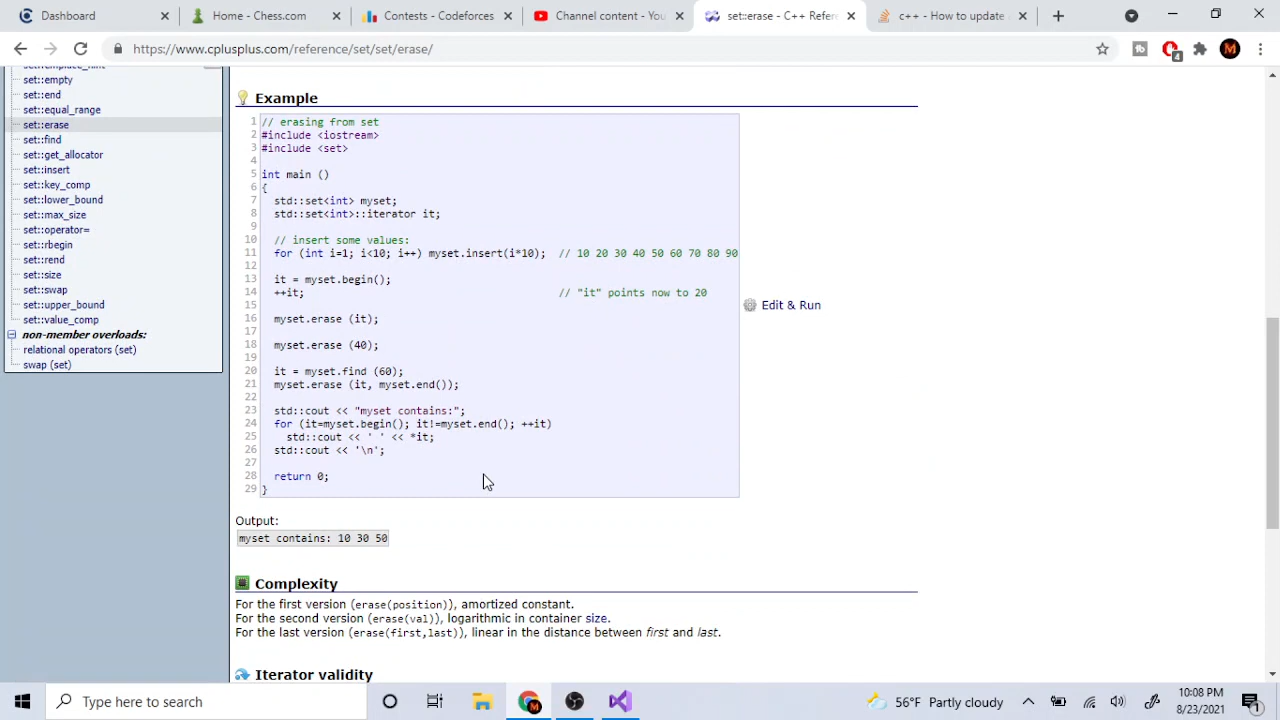 Dashboard
Home - Chess.com
Contests - Codeforces
Channel content - You
set::erase - C++ Refere
c++ - How to update a
https://www.cplusplus.com/reference/set/set/erase/
M
4
set::empty
set::end
set::equal_range
set::erase
set::find
set::get_allocator
set::insert
set::key_comp
set::lower_bound
set::max_size
set::operator=
set::rbegin
set::rend
set::size
set::swap
set::upper_bound
set::value_comp
non-member overloads:
relational operators (set)
swap (set)
Example
1 // erasing from set
2 #include <iostream>
3 #include <set>
4
5 int main ()
6 {
7 std::set<int> myset;
8 std::set<int>::iterator it;
9
10 // insert some values:
11 for (int i=1; i<10; i++) myset.insert(i*10); // 10 20 30 40 50 60 70 80 90
12
13 it = myset.begin();
14 ++it; // "it" points now to 20
15
16 myset.erase (it);
17
18 myset.erase (40);
19
20 it = myset.find (60);
21 myset.erase (it, myset.end());
22
23 std::cout << "myset contains:";
24 for (it=myset.begin(); it!=myset.end(); ++it)
25 std::cout << ' ' << *it;
26 std::cout << '\n';
27
28 return 0;
29 }
Edit & Run
Output:
myset contains: 10 30 50
Complexity
For the first version (erase(position)), amortized constant.
For the second version (erase(val)), logarithmic in container size.
For the last version (erase(first,last)), linear in the distance between first and last.
Iterator validity
Type here to search
56°F Partly cloudy
10:08 PM
8/23/2021
1